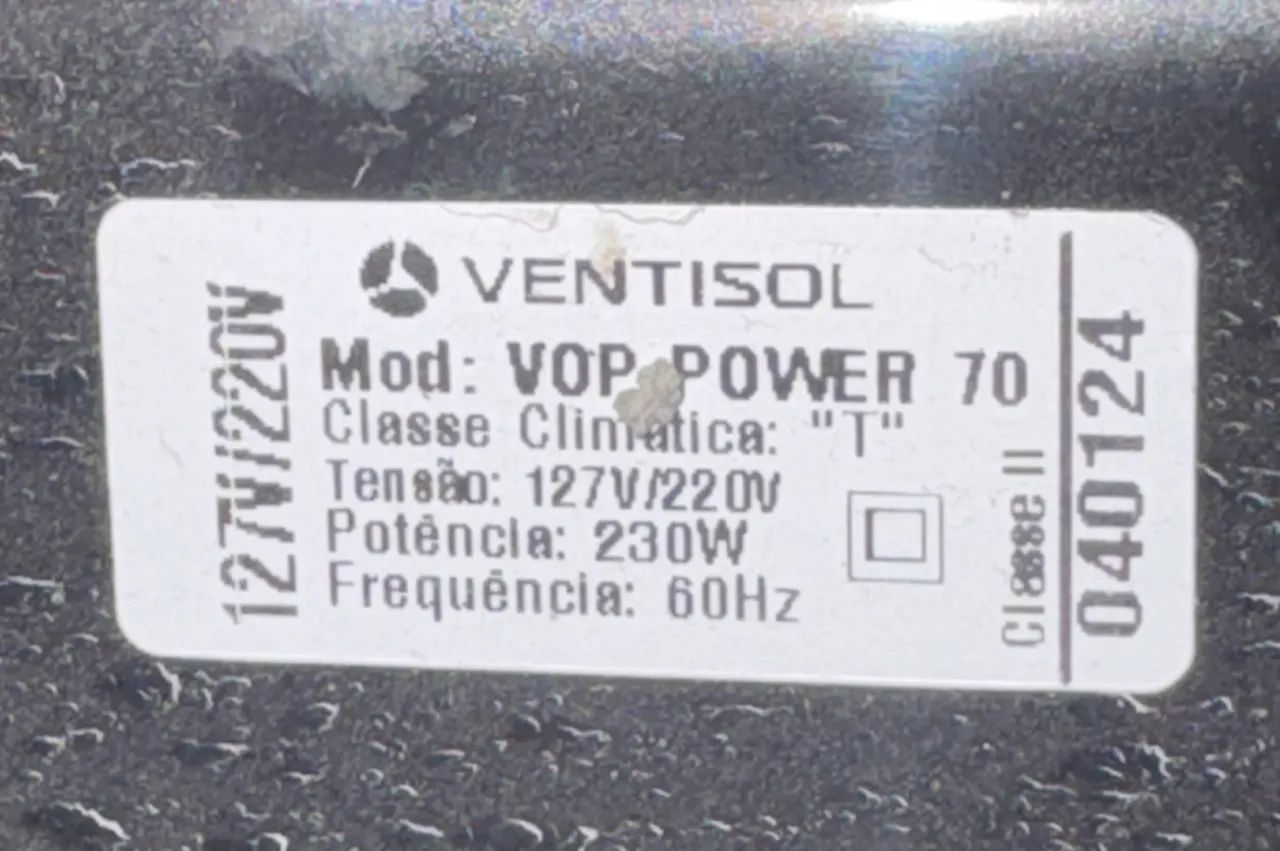 VENTISOL
Mod: VOP POWER 70
Classe Climática: "T"
Tensão: 127V/220V
Potência: 230W
Frequência: 60Hz
127V/220V
Classe II
040124